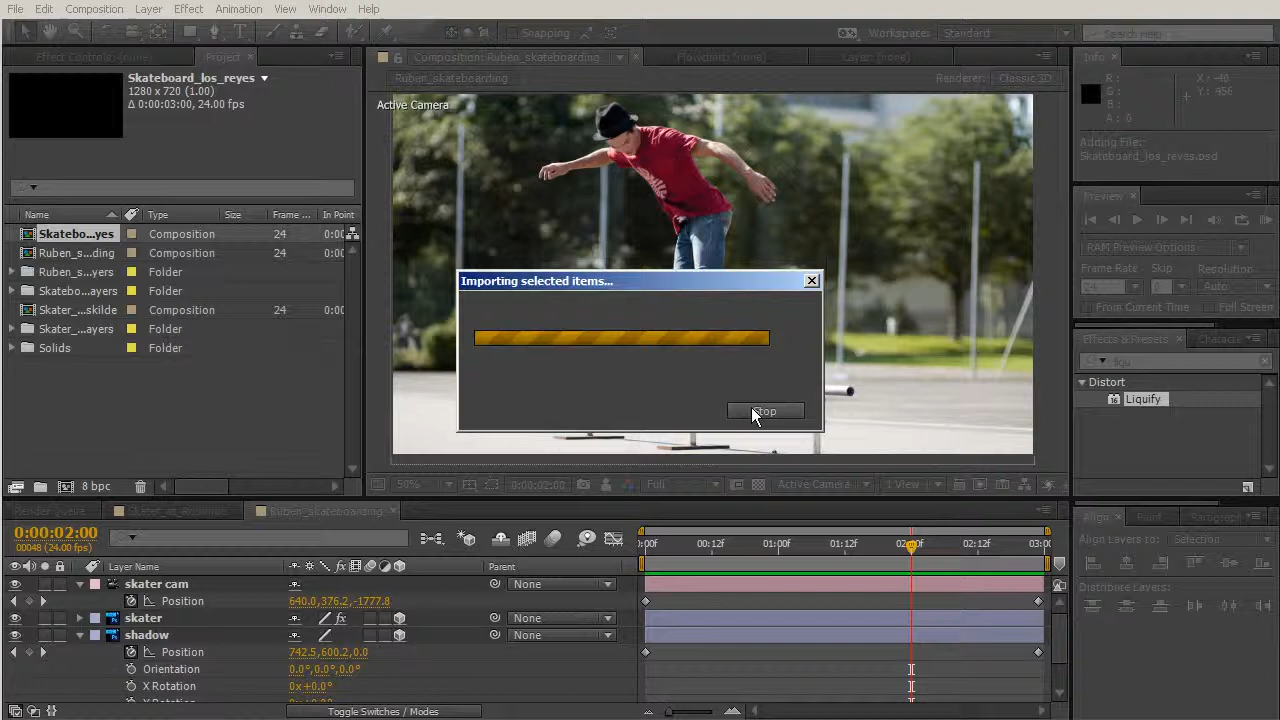 File Edit Composition Layer Effect Animation View Window Help
Snapping
Workspace: Standard
Search Help
Effect Controls: (none)
Project
Composition: Ruben_skateboarding
Flowchart: (none)
Layer: (none)
Info
Skateboard_los_reyes
1280 x 720 (1.00)
Δ 0:00:03:00, 24.00 fps
Ruben_skateboarding
Renderer: Classic 3D
Active Camera
R :
G :
B :
A : 0
X : -40
Y : 456
Adding File:
Skateboard_los_reyes.psd
Preview
RAM Preview Options
Frame Rate Skip Resolution
24 0 Auto
From Current Time Full Screen
Name Type Size Frame ... In Point
Skatebo...yes Composition 24 0:00
Ruben_s...ding Composition 24 0:00
Ruben_s...yers Folder
Skatebo...ayers Folder
Skater_...skilde Composition 24 0:00
Skater_...ayers Folder
Solids Folder
Importing selected items...
Stop
Effects & Presets
liqu
Distort
16 Liquify
8 bpc
50% 0:00:02:00 Full Active Camera 1 View
Render Queue
Ruben_skateboarding
Align Paint Paragraph
Align Layers to: Selection
Distribute Layers:
0:00:02:00
00048 (24.00 fps)
0:00f 00:12f 01:00f 01:12f 02:00f 02:12f 03:00
Layer Name fx Parent
skater cam None
Position 640.0,376.2,-1777.8
skater fx None
shadow None
Position 742.5,600.2,0.0
Orientation 0.0°,0.0°,0.0°
X Rotation 0x+0.0°
Toggle Switches / Modes